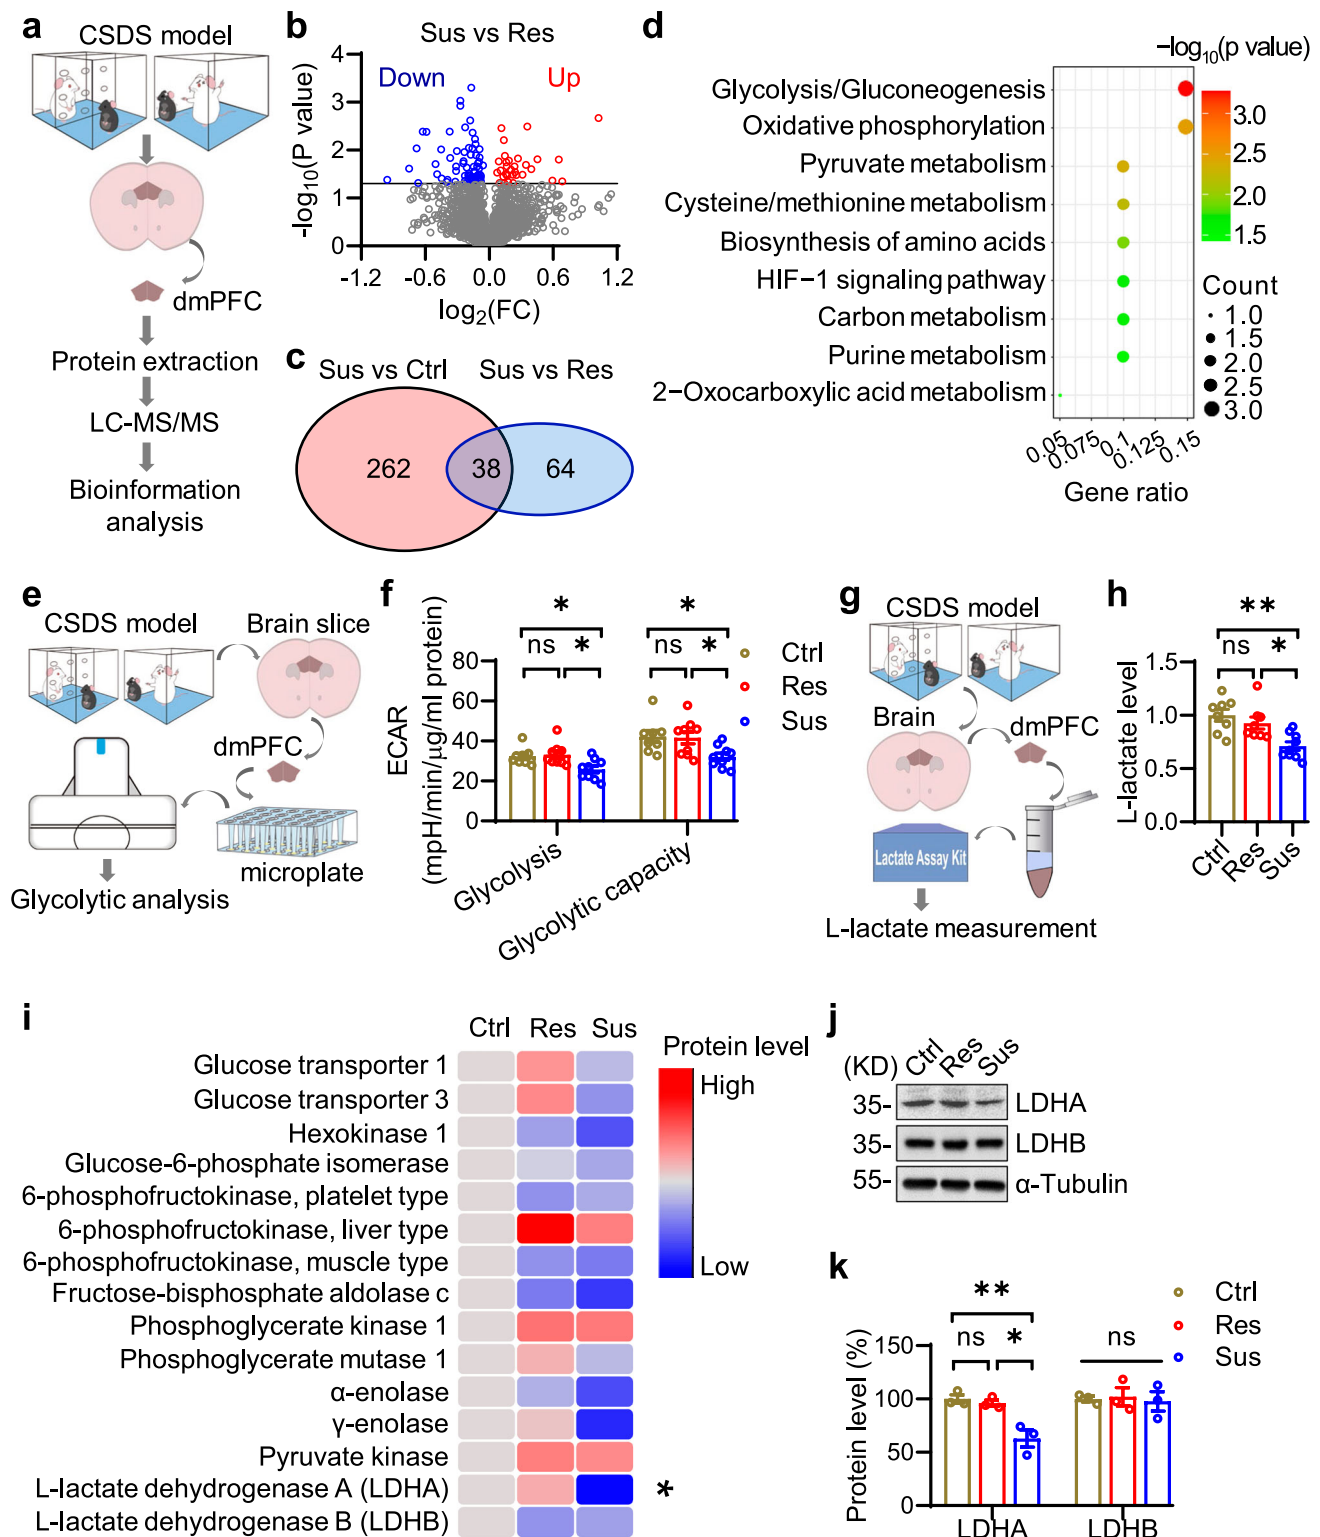 a
CSDS model
dmPFC
Protein extraction
LC-MS/MS
Bioinformation
analysis
b
Sus vs Res
Down
Up
-log10(P value)
4
3
2
1
0
-1.2
-0.6
0.0
0.6
1.2
log2(FC)
c
Sus vs Ctrl
Sus vs Res
262
38
64
d
−log10(p value)
Glycolysis/Gluconeogenesis
Oxidative phosphorylation
Pyruvate metabolism
Cysteine/methionine metabolism
Biosynthesis of amino acids
HIF−1 signaling pathway
Carbon metabolism
Purine metabolism
2−Oxocarboxylic acid metabolism
0.05
0.075
0.1
0.125
0.15
Gene ratio
3.0
2.5
2.0
1.5
Count
1.0
1.5
2.0
2.5
3.0
e
CSDS model
Brain slice
dmPFC
microplate
Glycolytic analysis
f
ECAR
(mpH/min/μg/ml protein)
80
60
40
20
0
*
ns
*
*
ns
*
Glycolysis
Glycolytic capacity
Ctrl
Res
Sus
g
CSDS model
Brain
dmPFC
Lactate Assay Kit
L-lactate measurement
h
L-lactate level
1.5
1.0
0.5
0.0
**
ns
*
Ctrl
Res
Sus
i
Ctrl Res Sus
Glucose transporter 1
Glucose transporter 3
Hexokinase 1
Glucose-6-phosphate isomerase
6-phosphofructokinase, platelet type
6-phosphofructokinase, liver type
6-phosphofructokinase, muscle type
Fructose-bisphosphate aldolase c
Phosphoglycerate kinase 1
Phosphoglycerate mutase 1
α-enolase
γ-enolase
Pyruvate kinase
L-lactate dehydrogenase A (LDHA) *
L-lactate dehydrogenase B (LDHB)
Protein level
High
Low
j
(KD) Ctrl Res Sus
35- LDHA
35- LDHB
55- α-Tubulin
k
Protein level (%)
150
100
50
0
**
ns
*
ns
LDHA
LDHB
Ctrl
Res
Sus